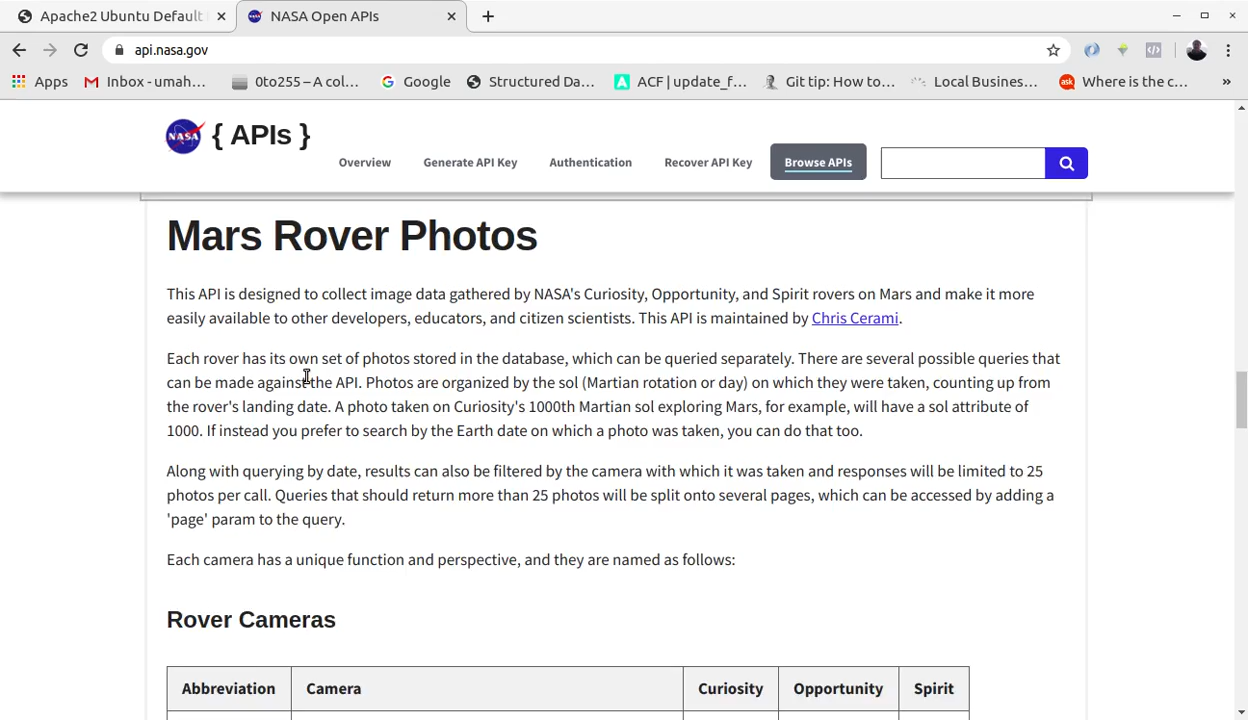 Apache2 Ubuntu Default
NASA Open APIs
api.nasa.gov
Apps
Inbox - umah...
0to255 – A col...
Google
Structured Da...
ACF | update_f...
Git tip: How to...
Local Busines...
ask
Where is the c...
»
NASA
{ APIs }
Overview
Generate API Key
Authentication
Recover API Key
Browse APIs
Mars Rover Photos
This API is designed to collect image data gathered by NASA's Curiosity, Opportunity, and Spirit rovers on Mars and make it more
easily available to other developers, educators, and citizen scientists. This API is maintained by Chris Cerami.
Each rover has its own set of photos stored in the database, which can be queried separately. There are several possible queries that
can be made against the API. Photos are organized by the sol (Martian rotation or day) on which they were taken, counting up from
the rover's landing date. A photo taken on Curiosity's 1000th Martian sol exploring Mars, for example, will have a sol attribute of
1000. If instead you prefer to search by the Earth date on which a photo was taken, you can do that too.
Along with querying by date, results can also be filtered by the camera with which it was taken and responses will be limited to 25
photos per call. Queries that should return more than 25 photos will be split onto several pages, which can be accessed by adding a
'page' param to the query.
Each camera has a unique function and perspective, and they are named as follows:
Rover Cameras
Abbreviation
Camera
Curiosity
Opportunity
Spirit